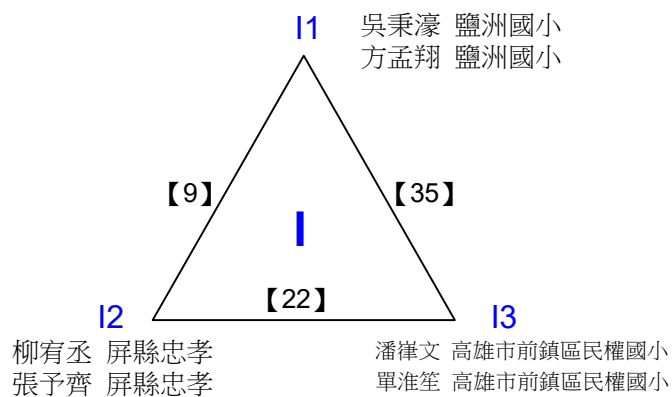 I1
吳秉濠 鹽洲國小
方孟翔 鹽洲國小
【9】
【35】
I
【22】
I2
I3
柳宥丞 屏縣忠孝
張予齊 屏縣忠孝
潘嵂文 高雄市前鎮區民權國小
單淮笙 高雄市前鎮區民權國小